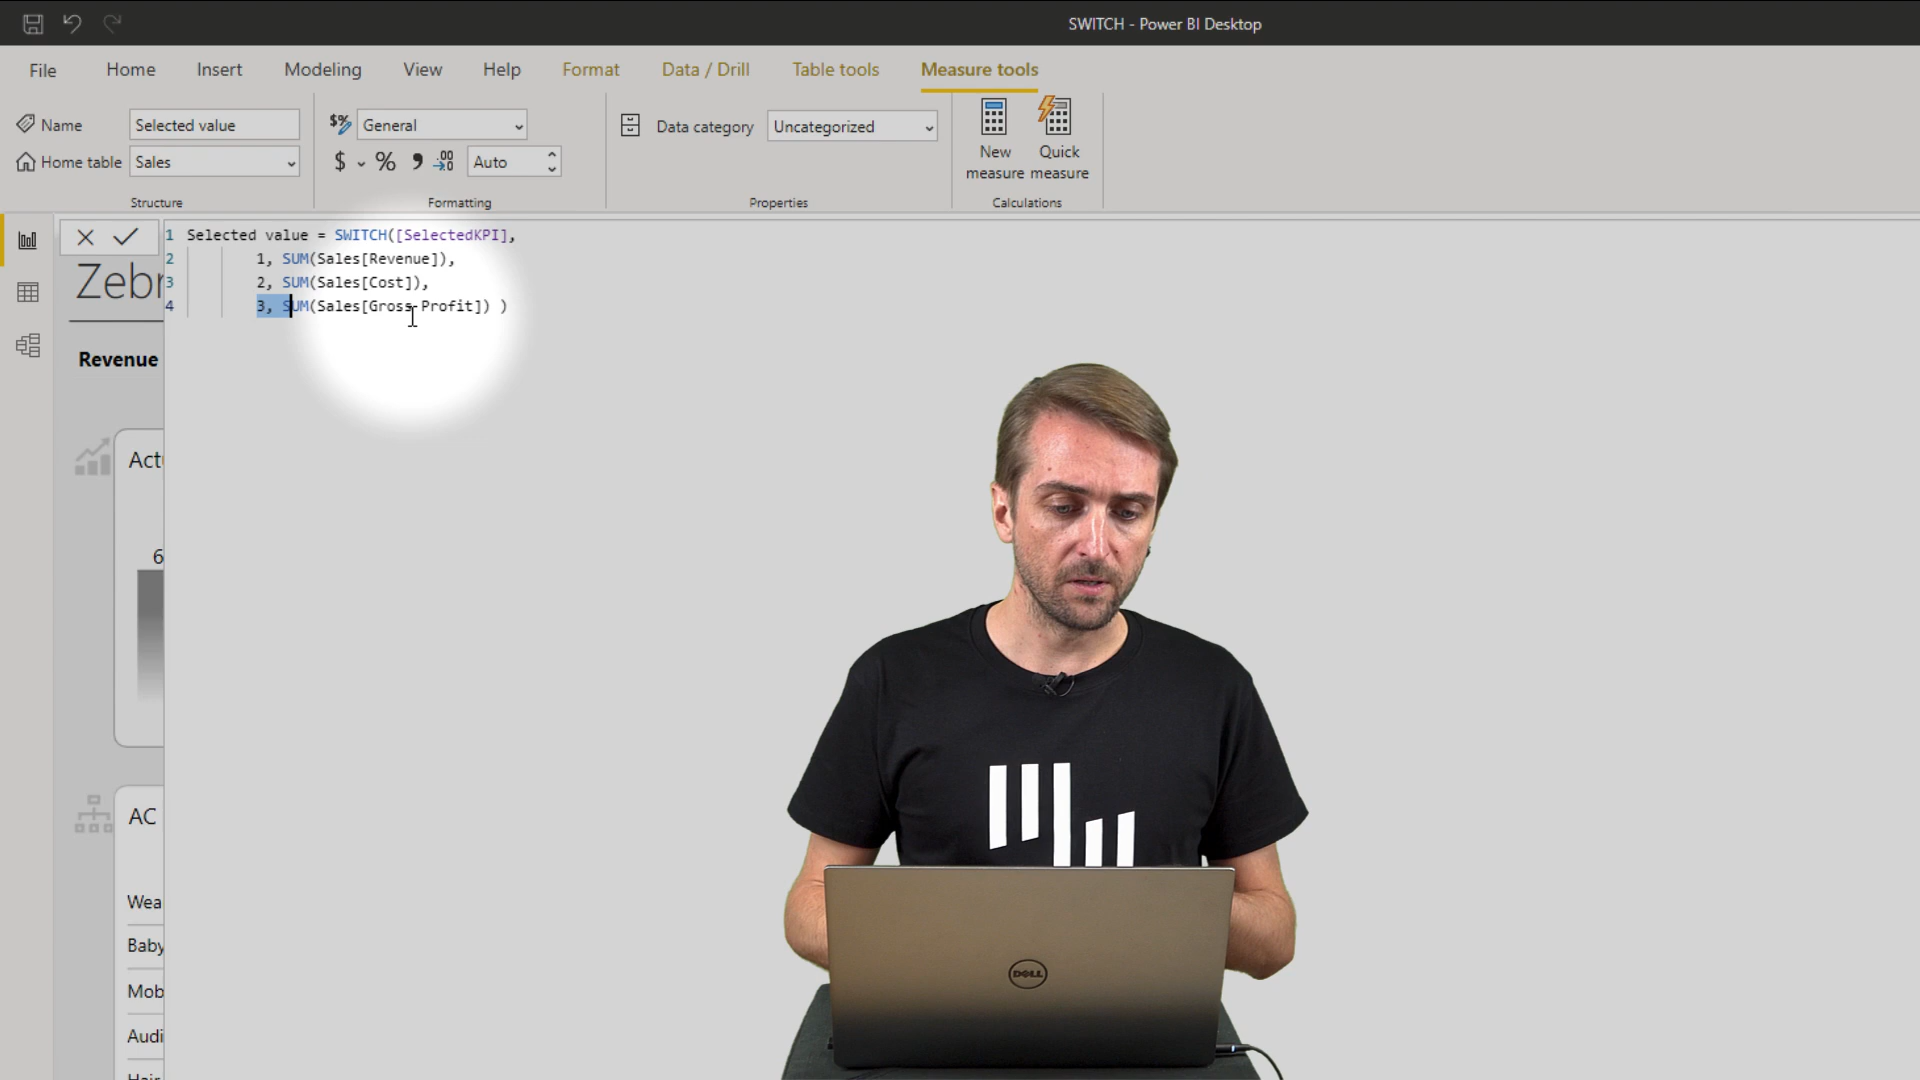 SWITCH - Power BI Desktop
File Home Insert Modeling View Help Format Data / Drill Table tools Measure tools
Name Selected value General Data category Uncategorized New measure Quick measure
Home table Sales $ % Auto
Structure Formatting Properties Calculations
1 Selected value = SWITCH([SelectedKPI],
2 1, SUM(Sales[Revenue]),
3 2, SUM(Sales[Cost]),
4 3, SUM(Sales[Gross Profit]) )
Zebr
Revenue
Actu
6
AC
Wea
Baby
Mob
Audi
Hair
DELL